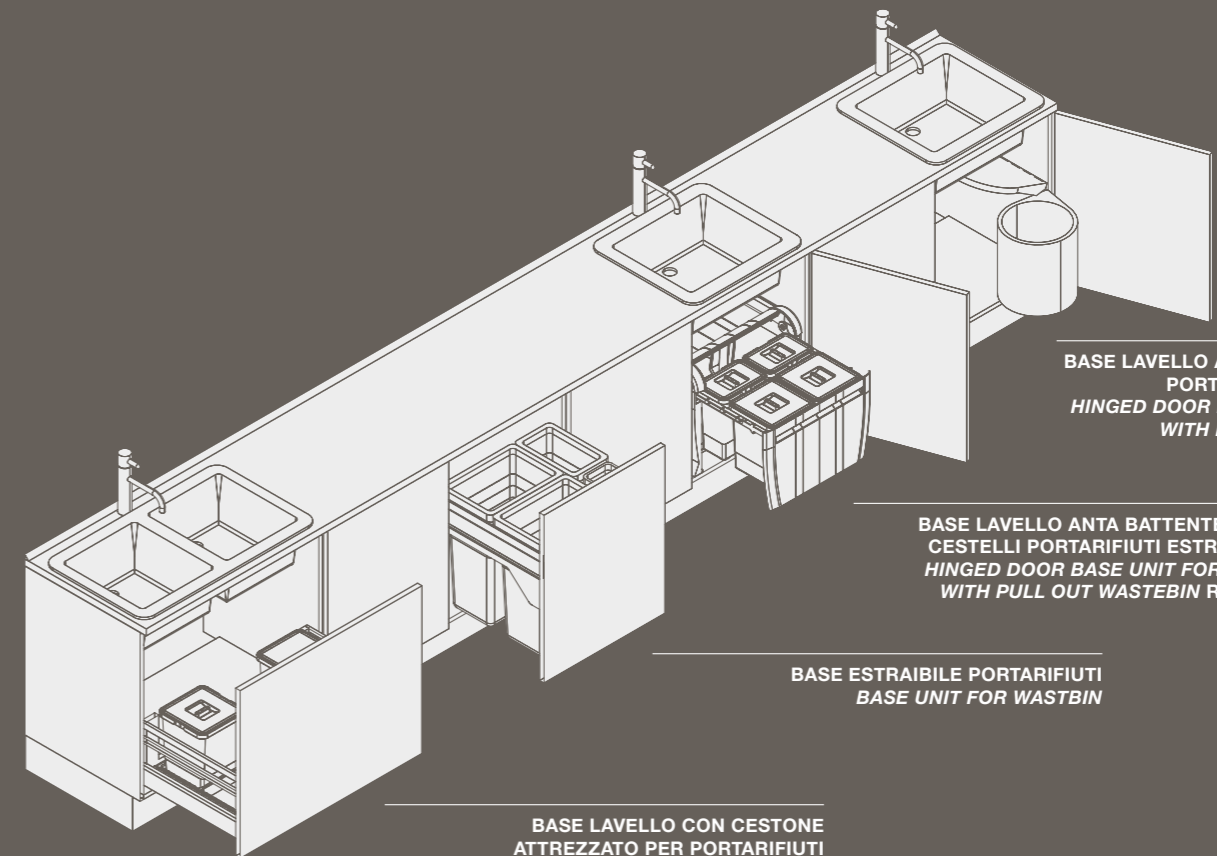 BASE LAVELLO
PORT
HINGED DOOR
WITH
BASE LAVELLO ANTA BATTENTE
CESTELLI PORTARIFIUTI ESTR
HINGED DOOR BASE UNIT FOR
WITH PULL OUT WASTEBIN R
BASE ESTRAIBILE PORTARIFIUTI
BASE UNIT FOR WASTBIN
BASE LAVELLO CON CESTONE
ATTREZZATO PER PORTARIFIUTI